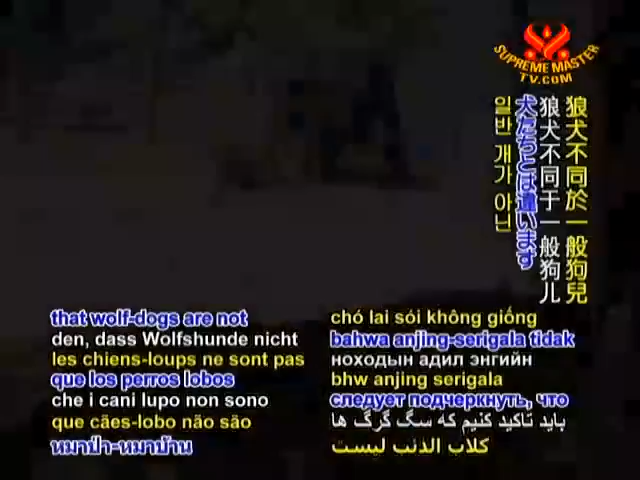 SUPREME MASTER
TV.COM
狼犬不同於一般狗兒
狼犬不同于一般狗儿
犬たちとは違います
일반 개가 아닌
that wolf-dogs are not
den, dass Wolfshunde nicht
les chiens-loups ne sont pas
que los perros lobos
che i cani lupo non sono
que cães-lobo não são
หมาป่า-หมาบ้าน
chó lai sói không giống
bahwa anjing-serigala tidak
ноходын адил энгийн
bhw anjing serigala
следует подчеркнуть, что
باید تاکید کنیم که سگ گرگ ها
كلاب الذئب ليست